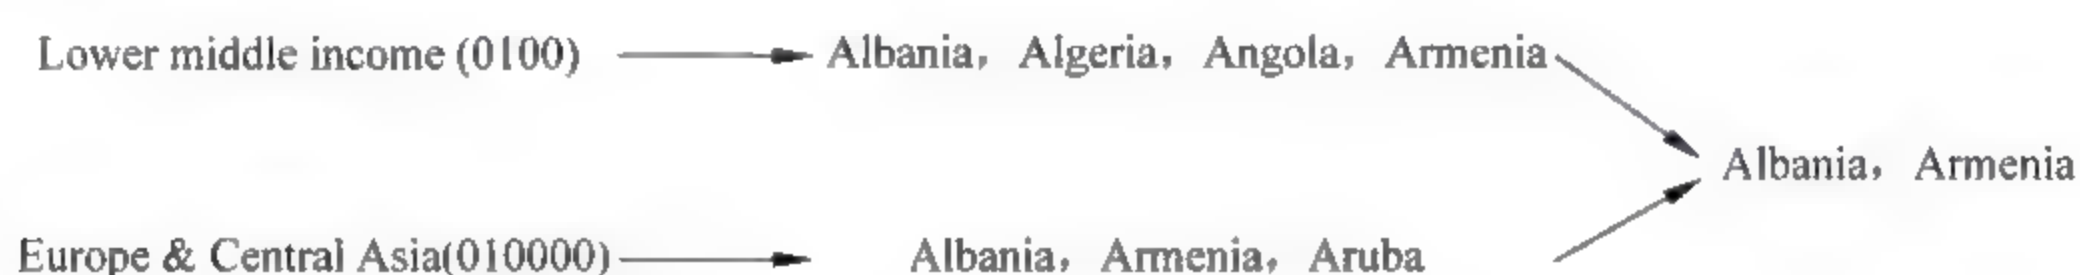 Lower middle income (0100) Albania, Algeria, Angola, Armenia
Albania, Armenia
Europe & Central Asia(010000) Albania, Armenia, Aruba